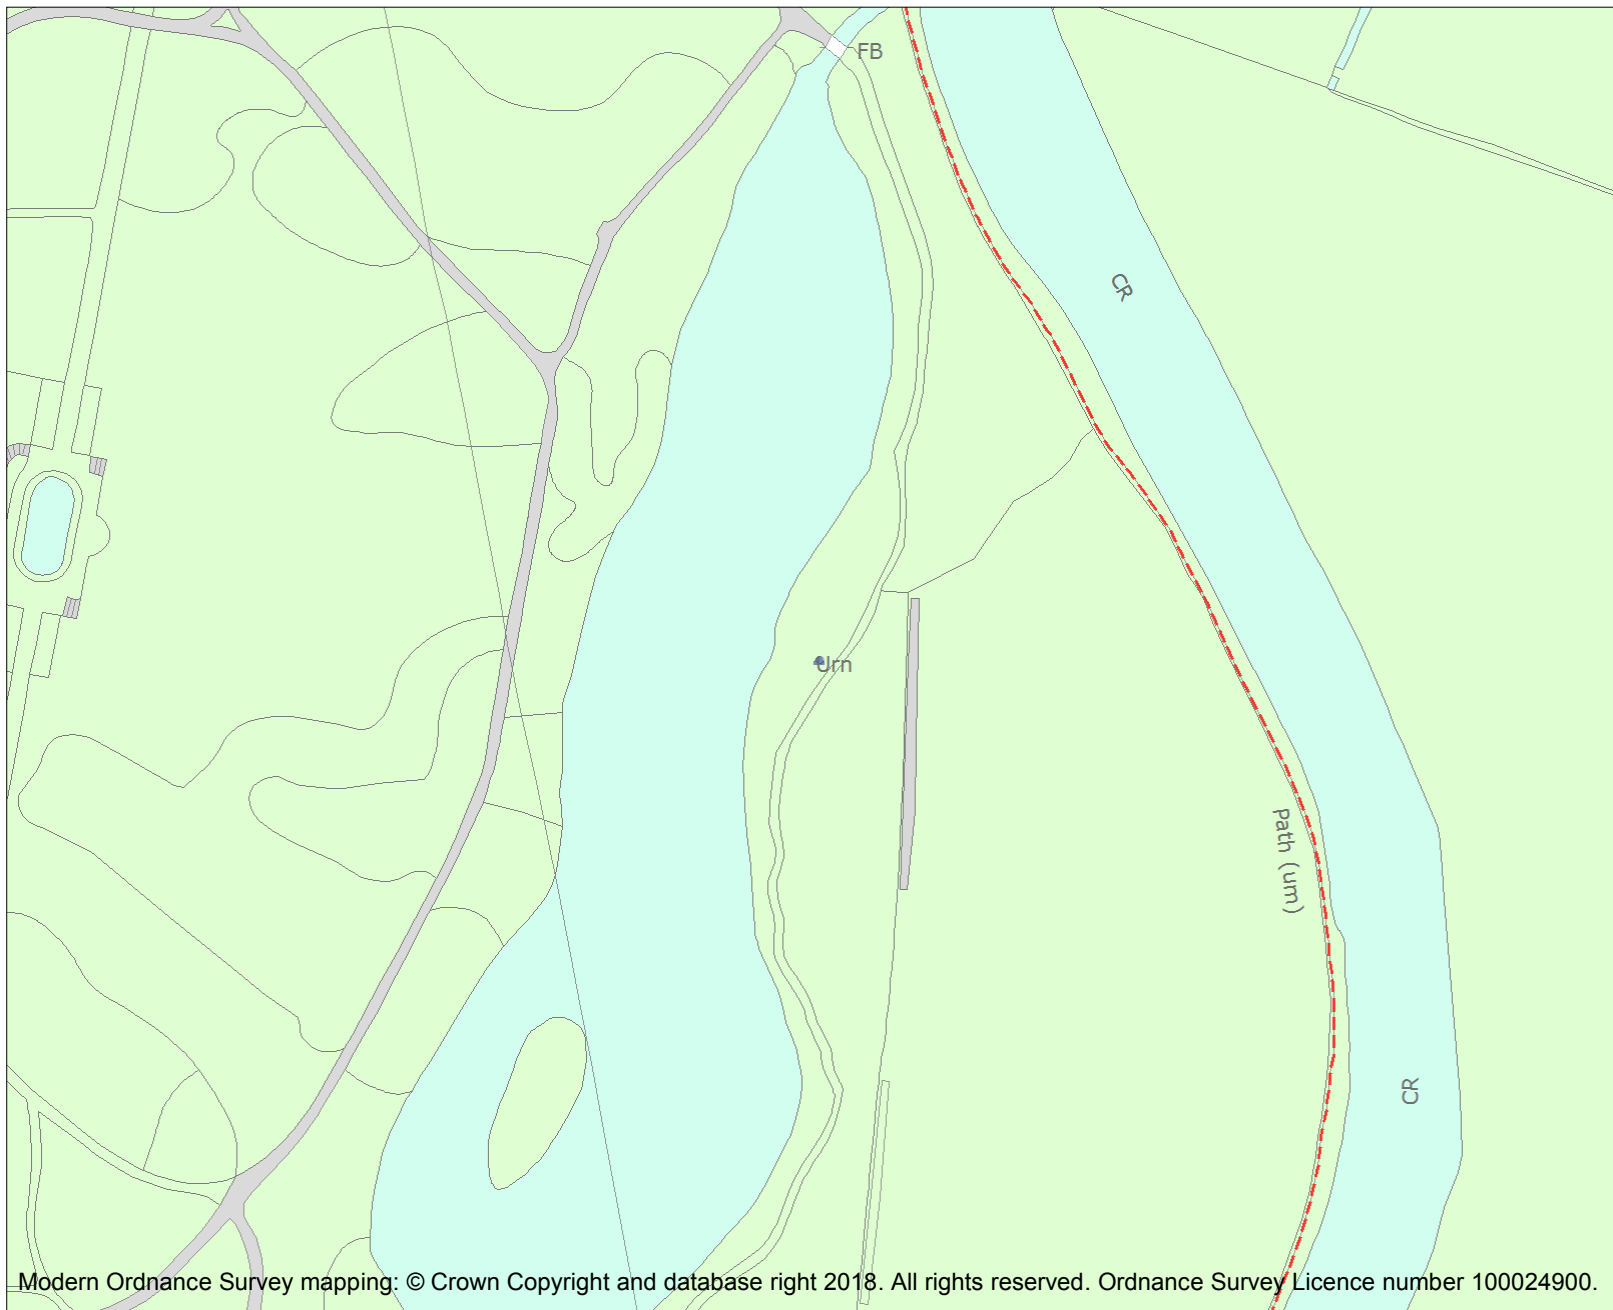 FB
CR
Urn
Path (um)
CR
Modern Ordnance Survey mapping: © Crown Copyright and database right 2018. All rights reserved. Ordnance Survey Licence number 100024900.